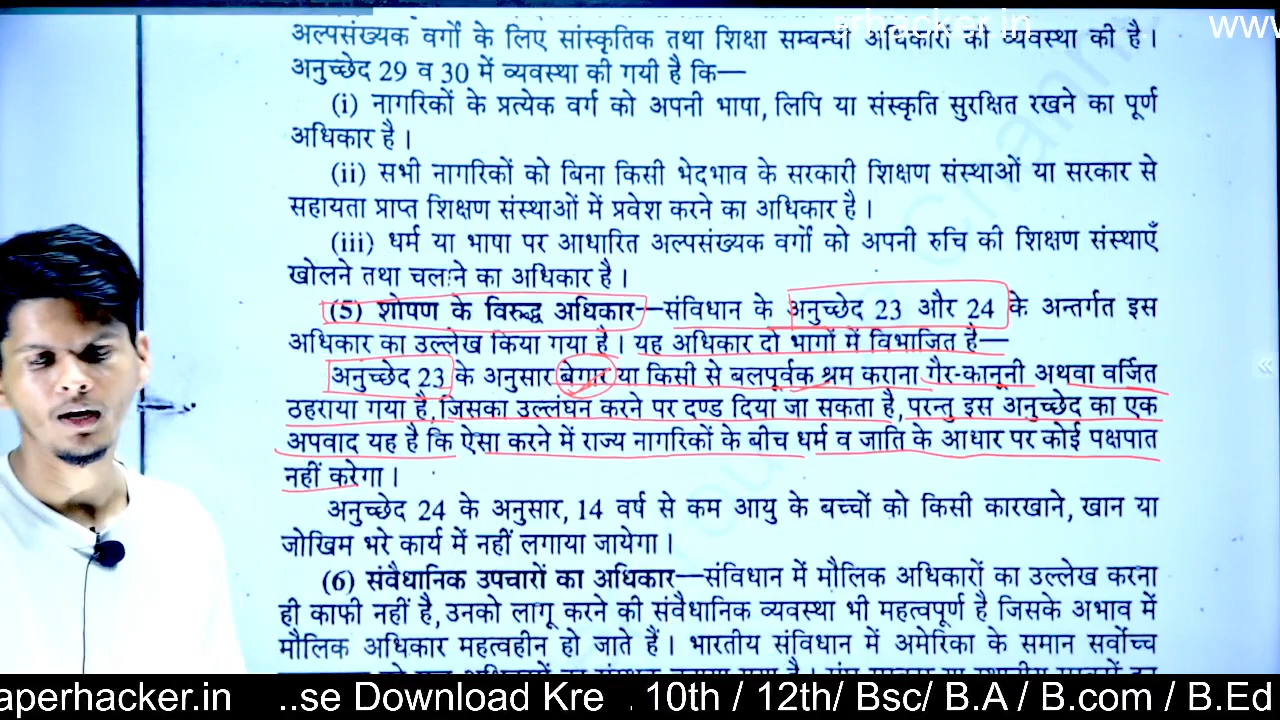 erhacker.in
www
अल्पसंख्यक वर्गों के लिए सांस्कृतिक तथा शिक्षा सम्बन्धी अधिकारों की व्यवस्था की है।
अनुच्छेद 29 व 30 में व्यवस्था की गयी है कि—
(i) नागरिकों के प्रत्येक वर्ग को अपनी भाषा, लिपि या संस्कृति सुरक्षित रखने का पूर्ण
अधिकार है।
(ii) सभी नागरिकों को बिना किसी भेदभाव के सरकारी शिक्षण संस्थाओं या सरकार से
सहायता प्राप्त शिक्षण संस्थाओं में प्रवेश करने का अधिकार है।
(iii) धर्म या भाषा पर आधारित अल्पसंख्यक वर्गों को अपनी रुचि की शिक्षण संस्थाएँ
खोलने तथा चलाने का अधिकार है।
(5) शोषण के विरुद्ध अधिकार—संविधान के अनुच्छेद 23 और 24 के अन्तर्गत इस
अधिकार का उल्लेख किया गया है। यह अधिकार दो भागों में विभाजित है—
अनुच्छेद 23 के अनुसार बेगार या किसी से बलपूर्वक श्रम कराना गैर-कानूनी अथवा वर्जित
ठहराया गया है, जिसका उल्लंघन करने पर दण्ड दिया जा सकता है, परन्तु इस अनुच्छेद का एक
अपवाद यह है कि ऐसा करने में राज्य नागरिकों के बीच धर्म व जाति के आधार पर कोई पक्षपात
नहीं करेगा।
अनुच्छेद 24 के अनुसार, 14 वर्ष से कम आयु के बच्चों को किसी कारखाने, खान या
जोखिम भरे कार्य में नहीं लगाया जायेगा।
(6) संवैधानिक उपचारों का अधिकार—संविधान में मौलिक अधिकारों का उल्लेख करना
ही काफी नहीं है, उनको लागू करने की संवैधानिक व्यवस्था भी महत्वपूर्ण है जिसके अभाव में
मौलिक अधिकार महत्वहीन हो जाते हैं। भारतीय संविधान में अमेरिका के समान सर्वोच्च
aperhacker.in ..se Download Kre . 10th / 12th/ Bsc/ B.A / B.com / B.Ed